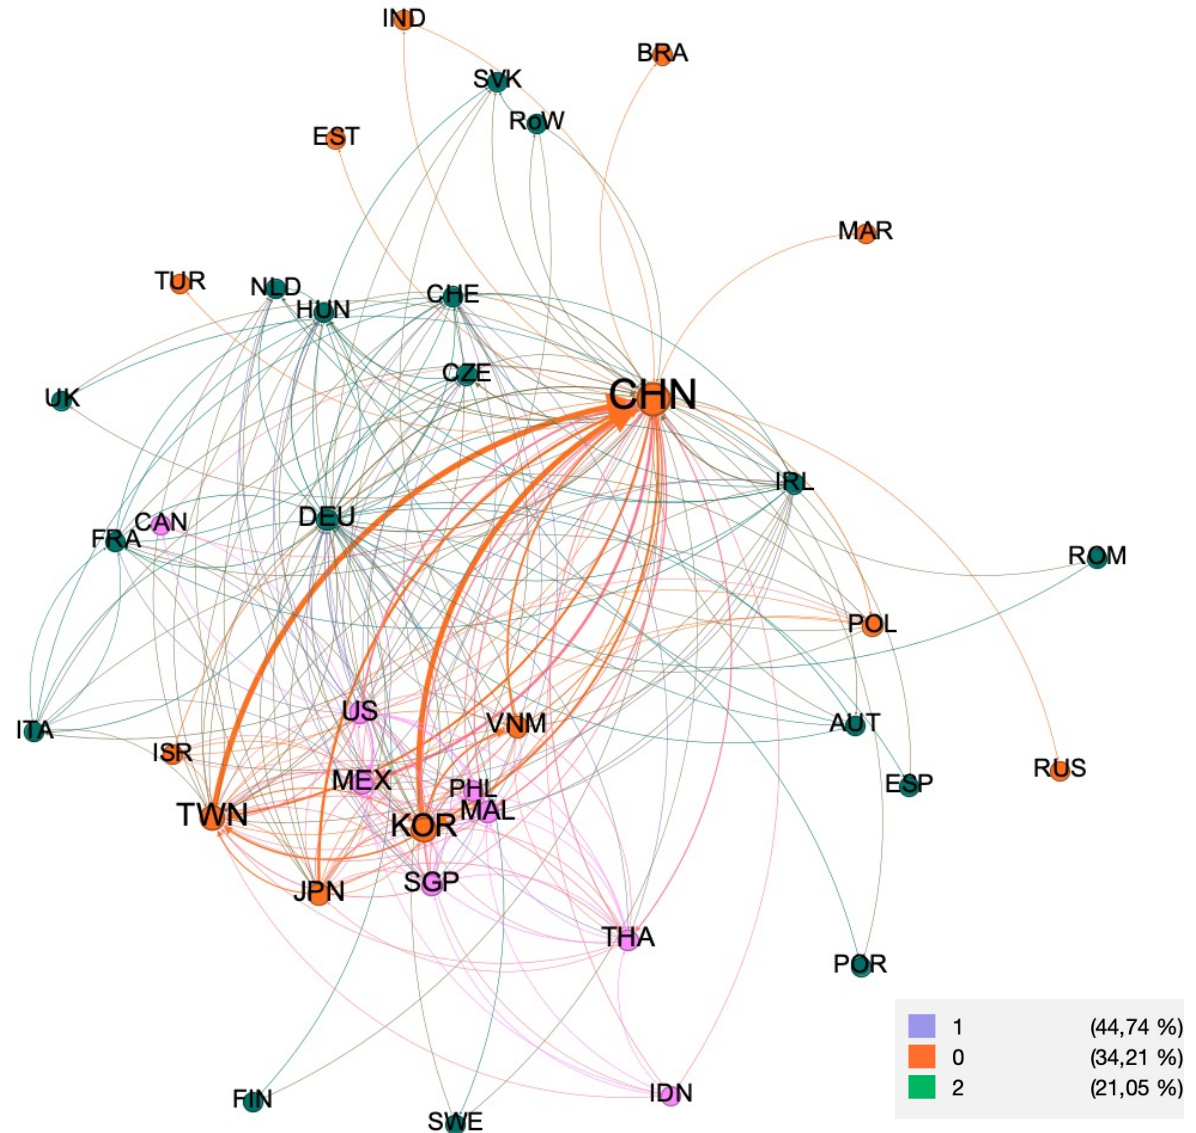 IND
BRA
SVK
RoW
EST
MAR
TUR
NLD
CHE
HUN
CZE
CHN
UK
IRL
DEU
CAN
FRA
ROM
POL
US
VNM
AUT
ITA
ISR
RUS
MEX
PHL
ESP
MAL
TWN
KOR
SGP
JPN
THA
POR
1 (44,74 %)
0 (34,21 %)
2 (21,05 %)
IDN
FIN
SWE